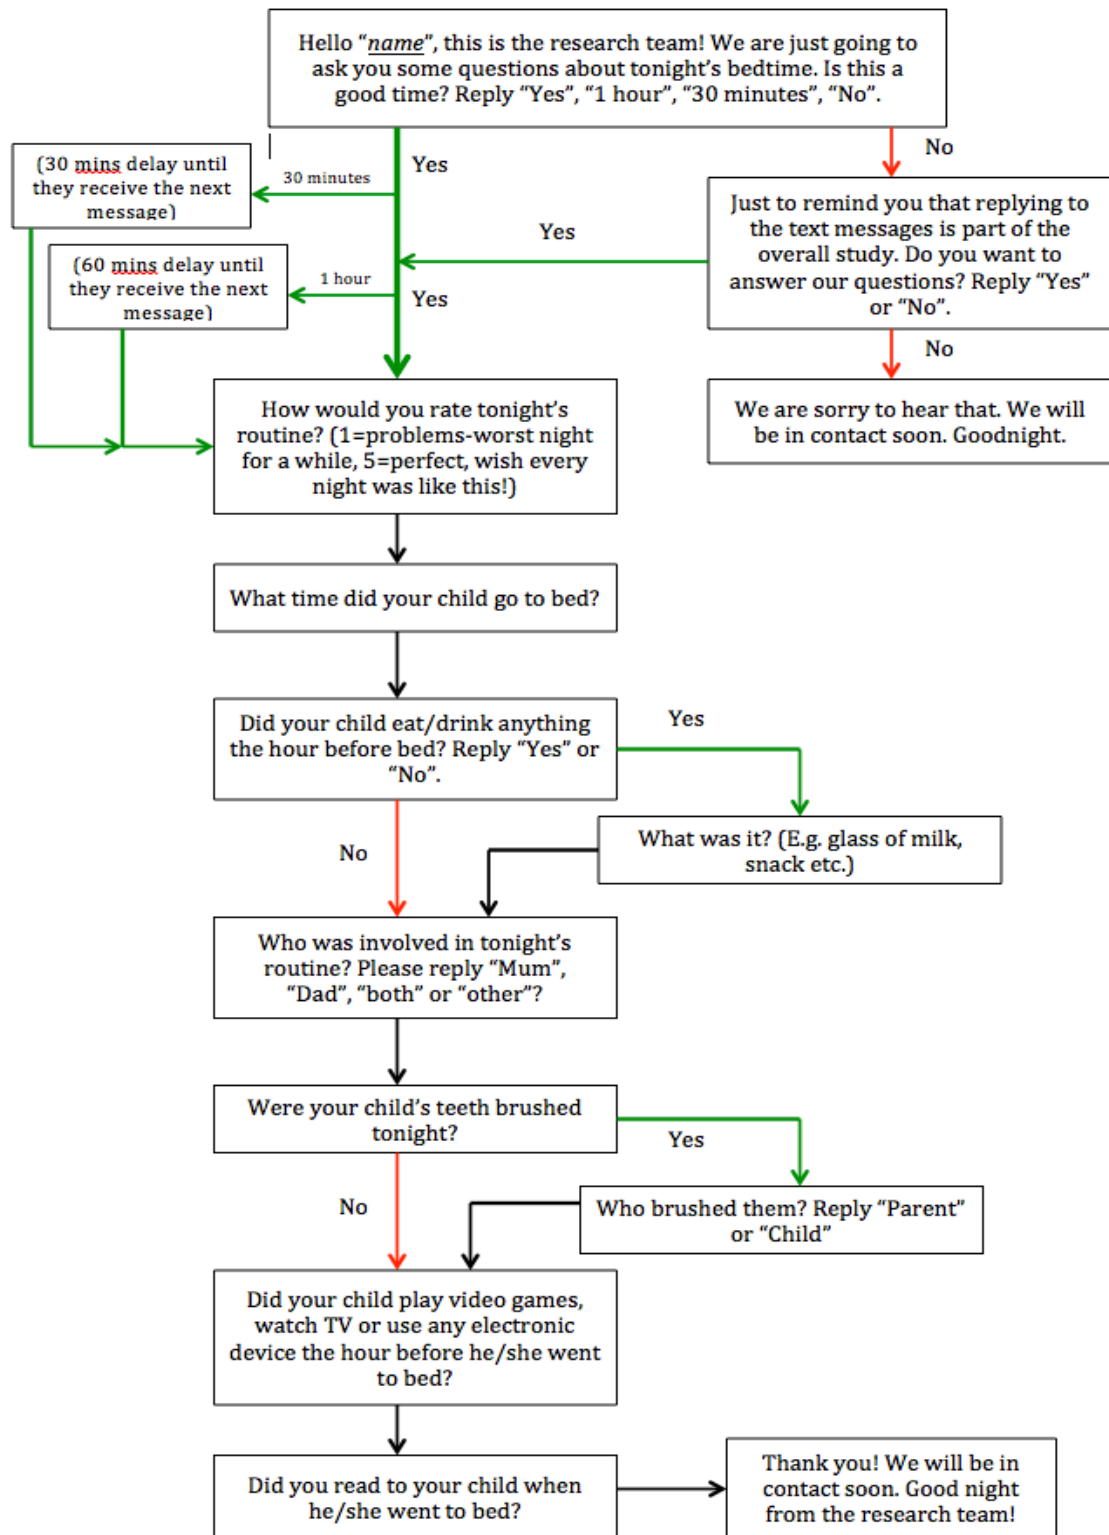 Hello “name”, this is the research team! We are just going to
ask you some questions about tonight’s bedtime. Is this a
good time? Reply “Yes”, “1 hour”, “30 minutes”, “No”.
No
Yes
(30 mins delay until
they receive the next
message)
30 minutes
Just to remind you that replying to
the text messages is part of the
overall study. Do you want to
answer our questions? Reply “Yes”
or “No”.
Yes
(60 mins delay until
they receive the next
message)
1 hour
Yes
No
We are sorry to hear that. We will
be in contact soon. Goodnight.
How would you rate tonight’s
routine? (1=problems-worst night
for a while, 5=perfect, wish every
night was like this!)
What time did your child go to bed?
Did your child eat/drink anything
the hour before bed? Reply “Yes” or
“No”.
Yes
What was it? (E.g. glass of milk,
snack etc.)
No
Who was involved in tonight’s
routine? Please reply “Mum”,
“Dad”, “both” or “other”?
Were your child’s teeth brushed
tonight?
Yes
Who brushed them? Reply “Parent”
or “Child”
No
Did your child play video games,
watch TV or use any electronic
device the hour before he/she went
to bed?
Did you read to your child when
he/she went to bed?
Thank you! We will be in
contact soon. Good night
from the research team!